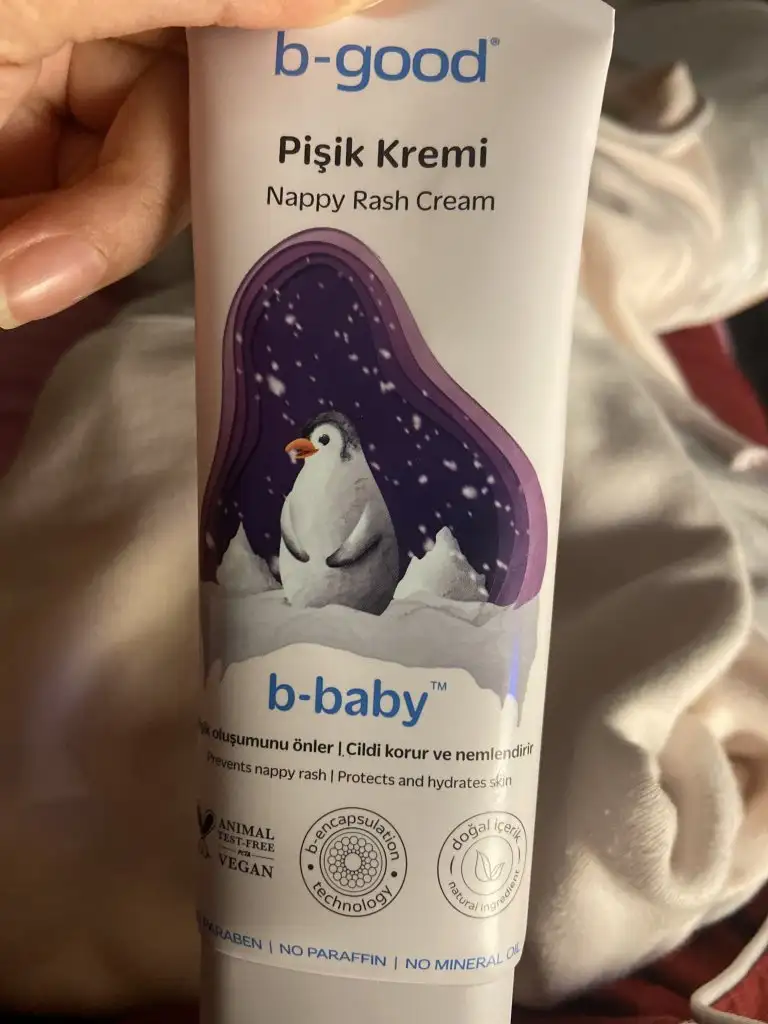 b-good®
Pişik Kremi
Nappy Rash Cream
b-baby™
oluşumunu önler | Cildi korur ve nemlendirir
Prevents nappy rash | Protects and hydrates skin
ANIMAL
TEST-FREE
PETA
VEGAN
b-encapsulation
technology
doğal içerik
natural ingredient
PARABEN | NO PARAFFIN | NO MINERAL OIL